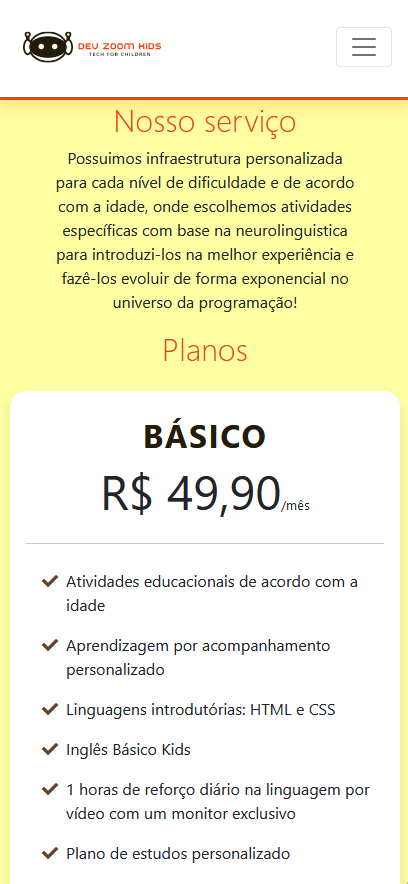 DEV ZOOM KIDS
TECH FOR CHILDREN
Nosso serviço
Possuimos infraestrutura personalizada
para cada nível de dificuldade e de acordo
com a idade, onde escolhemos atividades
específicas com base na neurolinguistica
para introduzi-los na melhor experiência e
fazê-los evoluir de forma exponencial no
universo da programação!
Planos
BÁSICO
R$ 49,90/mês
Atividades educacionais de acordo com a
idade
Aprendizagem por acompanhamento
personalizado
Linguagens introdutórias: HTML e CSS
Inglês Básico Kids
1 horas de reforço diário na linguagem por
vídeo com um monitor exclusivo
Plano de estudos personalizado